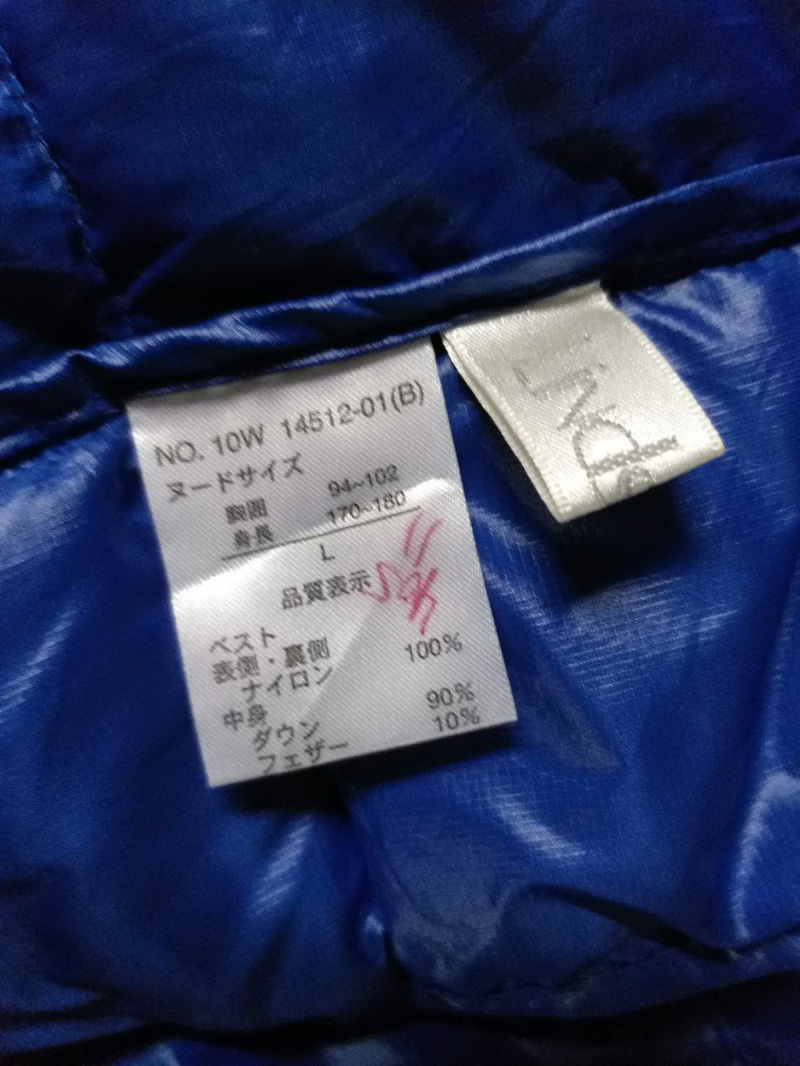 NO. 10W 14512-01(B)
ヌードサイズ
胸囲 94~102
身長 170~180
L
品質表示
ベスト
表側・裏側
ナイロン 100%
中身
ダウン 90%
フェザー 10%